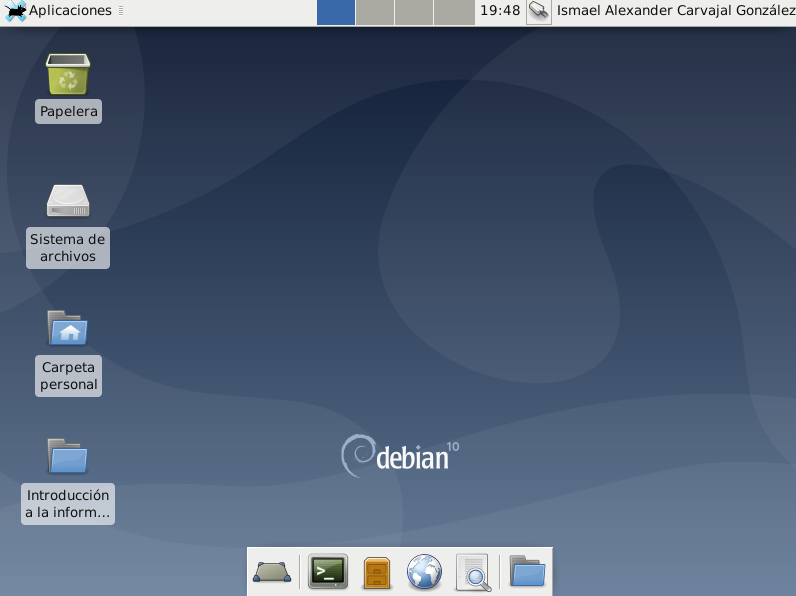 Aplicaciones
19:48
Ismael Alexander Carvajal González
Papelera
Sistema de
archivos
Carpeta
personal
debian 10
Introducción
a la inform...
>_